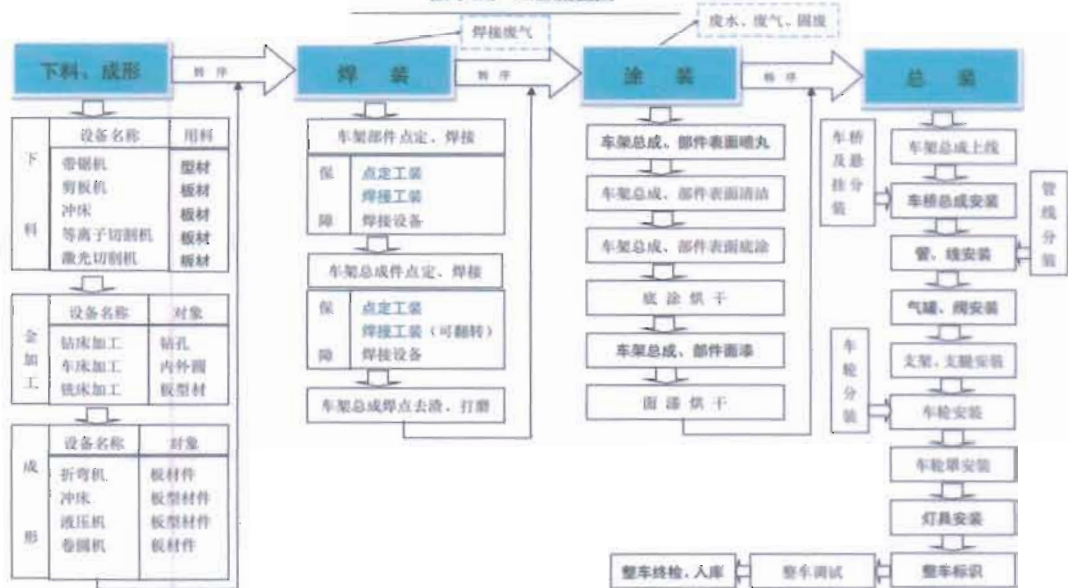 焊接废气
废水、废气、固废
下料、成形
转序
焊 装
转序
涂 装
转序
总 装
下料
设备名称 用料
带锯机 型材
剪板机 板材
冲床 板材
等离子切割机 板材
激光切割机 板材
金加工
设备名称 对象
钻床加工 钻孔
车床加工 内外圆
铣床加工 板型材
成形
设备名称 对象
折弯机 板材件
冲床 板型材件
液压机 板型材件
卷圆机 板材件
车架部件点定、焊接
保障
点定工装
焊接工装
焊接设备
车架总成件点定、焊接
保障
点定工装
焊接工装(可翻转)
焊接设备
车架总成焊点去渣、打磨
车架总成、部件表面喷丸
车架总成、部件表面清洁
车架总成、部件表面底涂
底涂烘干
车架总成、部件面漆
面漆烘干
车桥及悬挂分装
车架总成上线
车桥总成安装
管线分装
管、线安装
气罐、阀安装
支架、支腿安装
车轮分装
车轮安装
车轮罩安装
灯具安装
整车标识
整车调试
整车终检、入库